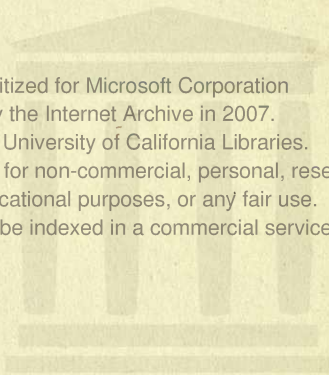 itized for Microsoft Corporation
the Internet Archive in 2007.
University of California Libraries.
for non-commercial, personal, rese
cational purposes, or any fair use.
be indexed in a commercial service